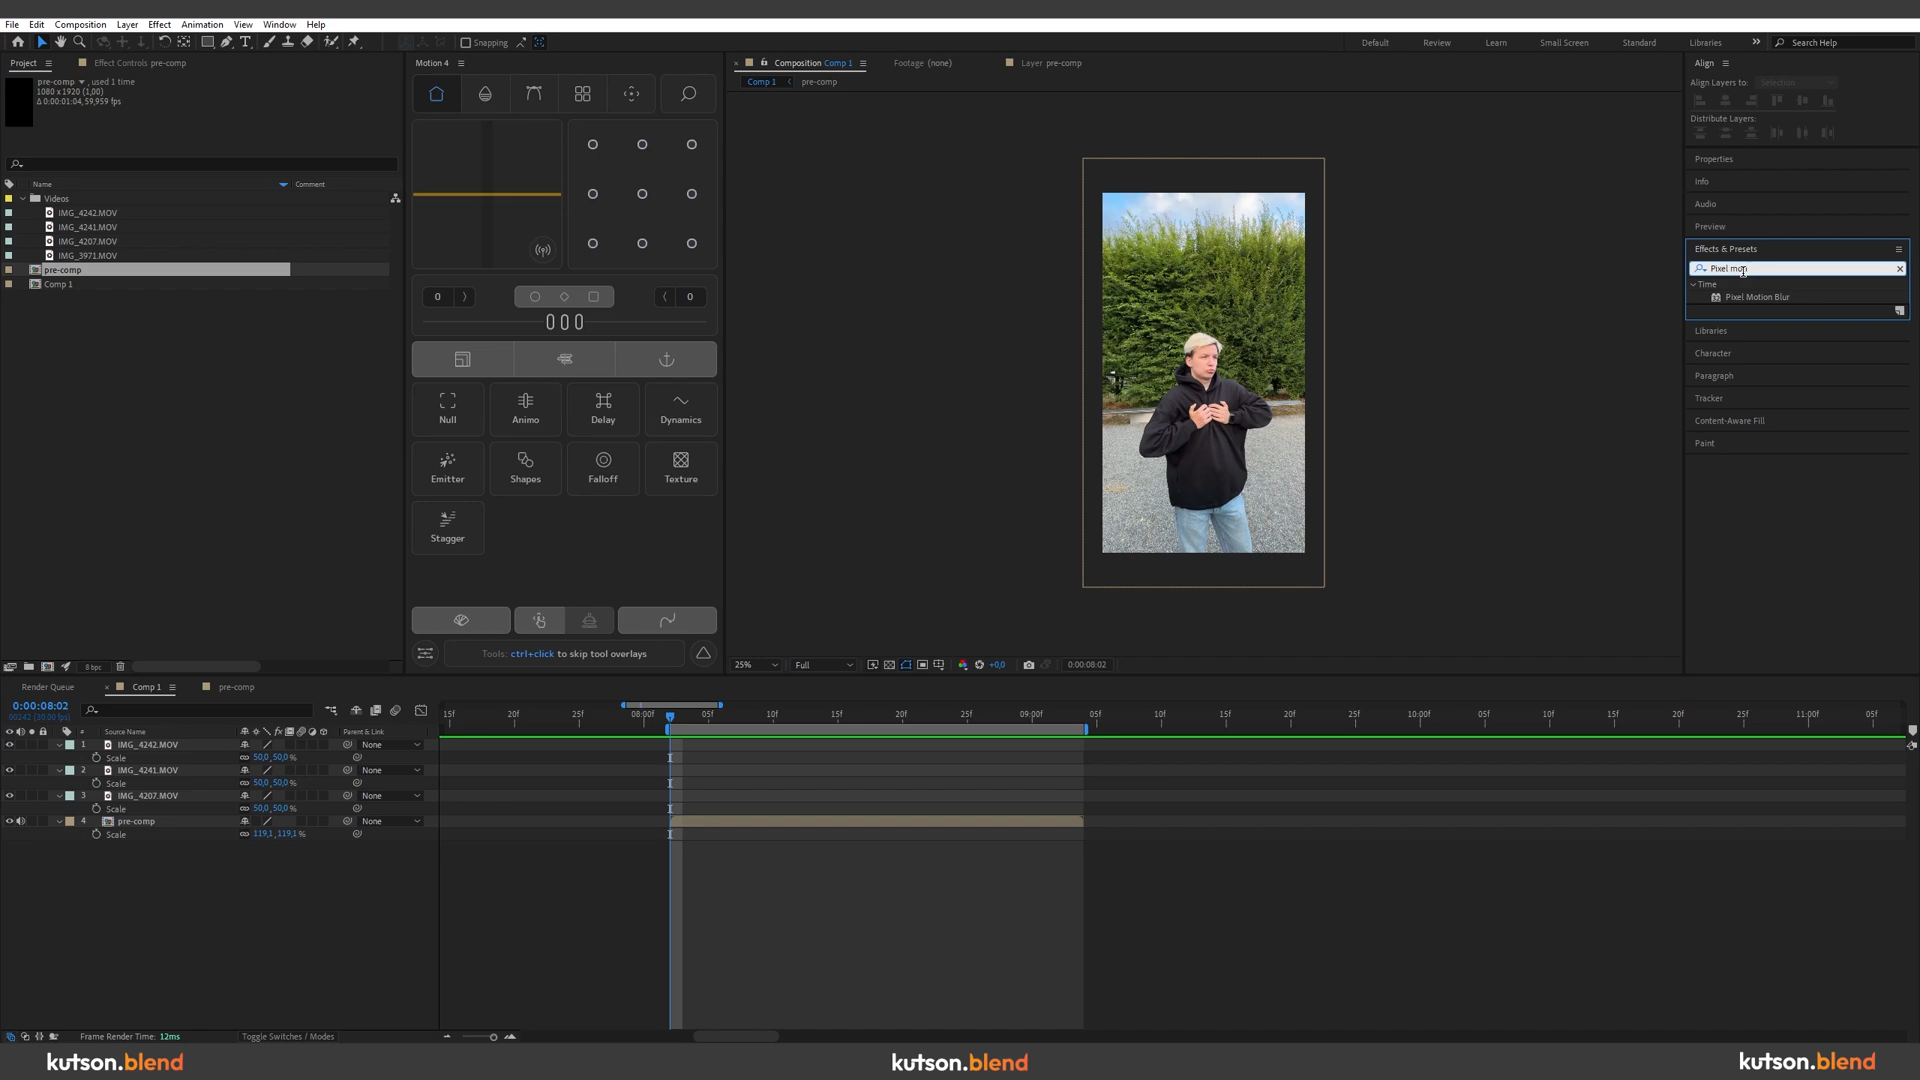 File Edit Composition Layer Effect Animation View Window Help
Snapping
Default Review Learn Small Screen Standard Libraries Search Help
Project Effect Controls pre-comp
pre-comp , used 1 time
1080 x 1920 (1,00)
Δ 0:00:01:04, 59,959 fps
Name Comment
Videos
IMG_4242.MOV
IMG_4241.MOV
IMG_4207.MOV
IMG_3971.MOV
pre-comp
Comp 1
8 bpc
Motion 4
0 0
Null Animo Delay Dynamics
Emitter Shapes Falloff Texture
Stagger
Tools: ctrl+click to skip tool overlays
Composition Comp 1 Footage (none) Layer pre-comp
Comp 1 pre-comp
25% Full +0,0 0:00:08:02
Align
Align Layers to: Selection
Distribute Layers:
Properties
Info
Audio
Preview
Effects & Presets
Pixel mon
Time
Pixel Motion Blur
Libraries
Character
Paragraph
Tracker
Content-Aware Fill
Paint
Render Queue Comp 1 pre-comp
0:00:08:02
00242 (30.00 fps)
15f 20f 25f 08:00f 05f 10f 15f 20f 25f 09:00f 05f 10f 15f 20f 25f 10:00f 05f 10f 15f 20f 25f 11:00f 05f
# Source Name Parent & Link
1 IMG_4242.MOV None
Scale 50,0, 50,0 %
2 IMG_4241.MOV None
Scale 50,0, 50,0 %
3 IMG_4207.MOV None
Scale 50,0, 50,0 %
4 pre-comp None
Scale 119,1, 119,1 %
Frame Render Time: 12ms Toggle Switches / Modes
kutson.blend kutson.blend kutson.blend